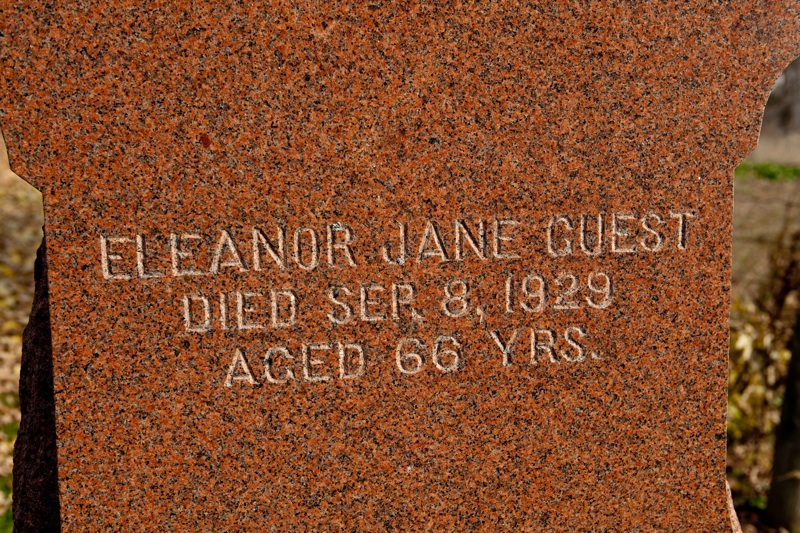 ELEANOR JANE GUEST
DIED SEP. 8, 1929
AGED 66 YRS.